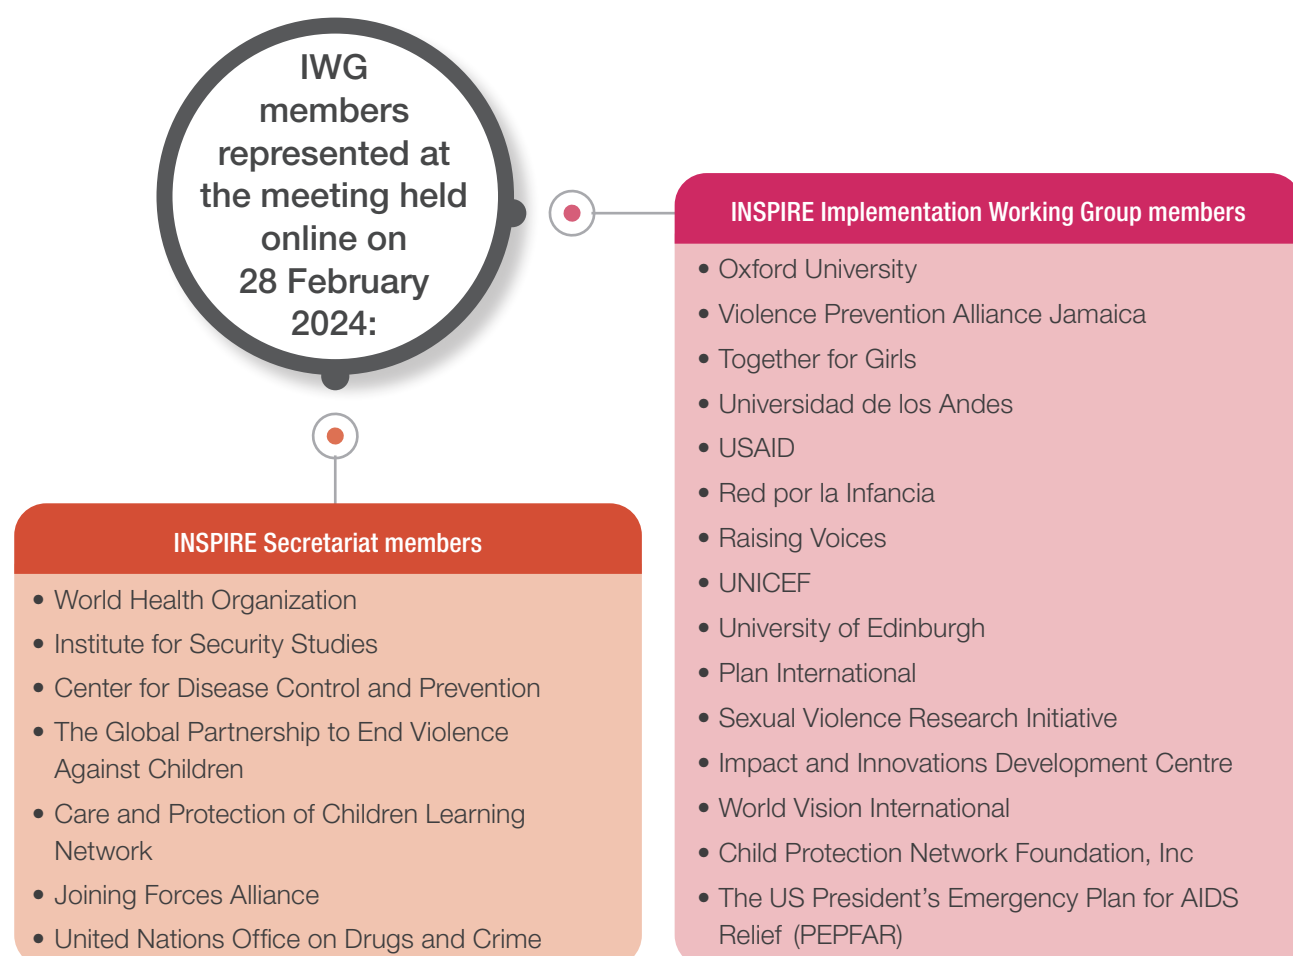 IWG
members
represented at
the meeting held
online on
28 February
2024:
INSPIRE Secretariat members
• World Health Organization
• Institute for Security Studies
• Center for Disease Control and Prevention
• The Global Partnership to End Violence
Against Children
• Care and Protection of Children Learning
Network
• Joining Forces Alliance
• United Nations Office on Drugs and Crime
INSPIRE Implementation Working Group members
• Oxford University
• Violence Prevention Alliance Jamaica
• Together for Girls
• Universidad de los Andes
• USAID
• Red por la Infancia
• Raising Voices
• UNICEF
• University of Edinburgh
• Plan International
• Sexual Violence Research Initiative
• Impact and Innovations Development Centre
• World Vision International
• Child Protection Network Foundation, Inc
• The US President’s Emergency Plan for AIDS
Relief (PEPFAR)